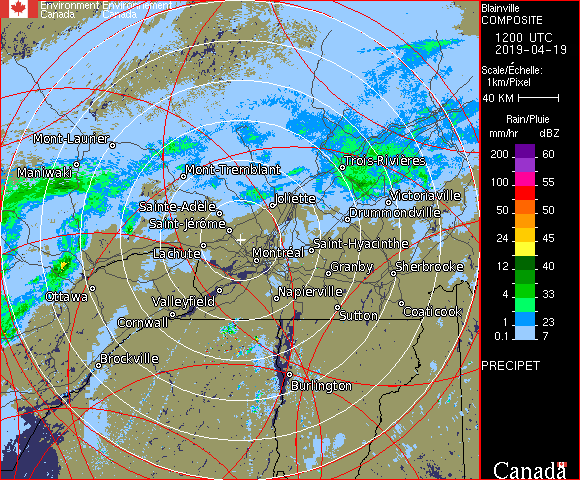 Environment Environnement
Canada Canada
Blainville
COMPOSITE
1200 UTC
2019-04-19
Scale/Échelle:
1km/Pixel
40 KM
Rain/Pluie
mm/hr dBZ
200 60
100 55
50 50
24 45
12 40
4 33
1 23
0.1 7
PRECIPET
Mont-Laurier
Maniwaki
Mont-Tremblant
Trois-Rivières
Joliette
Victoriaville
Sainte-Adèle
Drummondville
Saint-Jérôme
Lachute
Montréal
Saint-Hyacinthe
Granby
Sherbrooke
Ottawa
Valleyfield
Napierville
Cornwall
Sutton
Coaticook
Brockville
Burlington
Canada